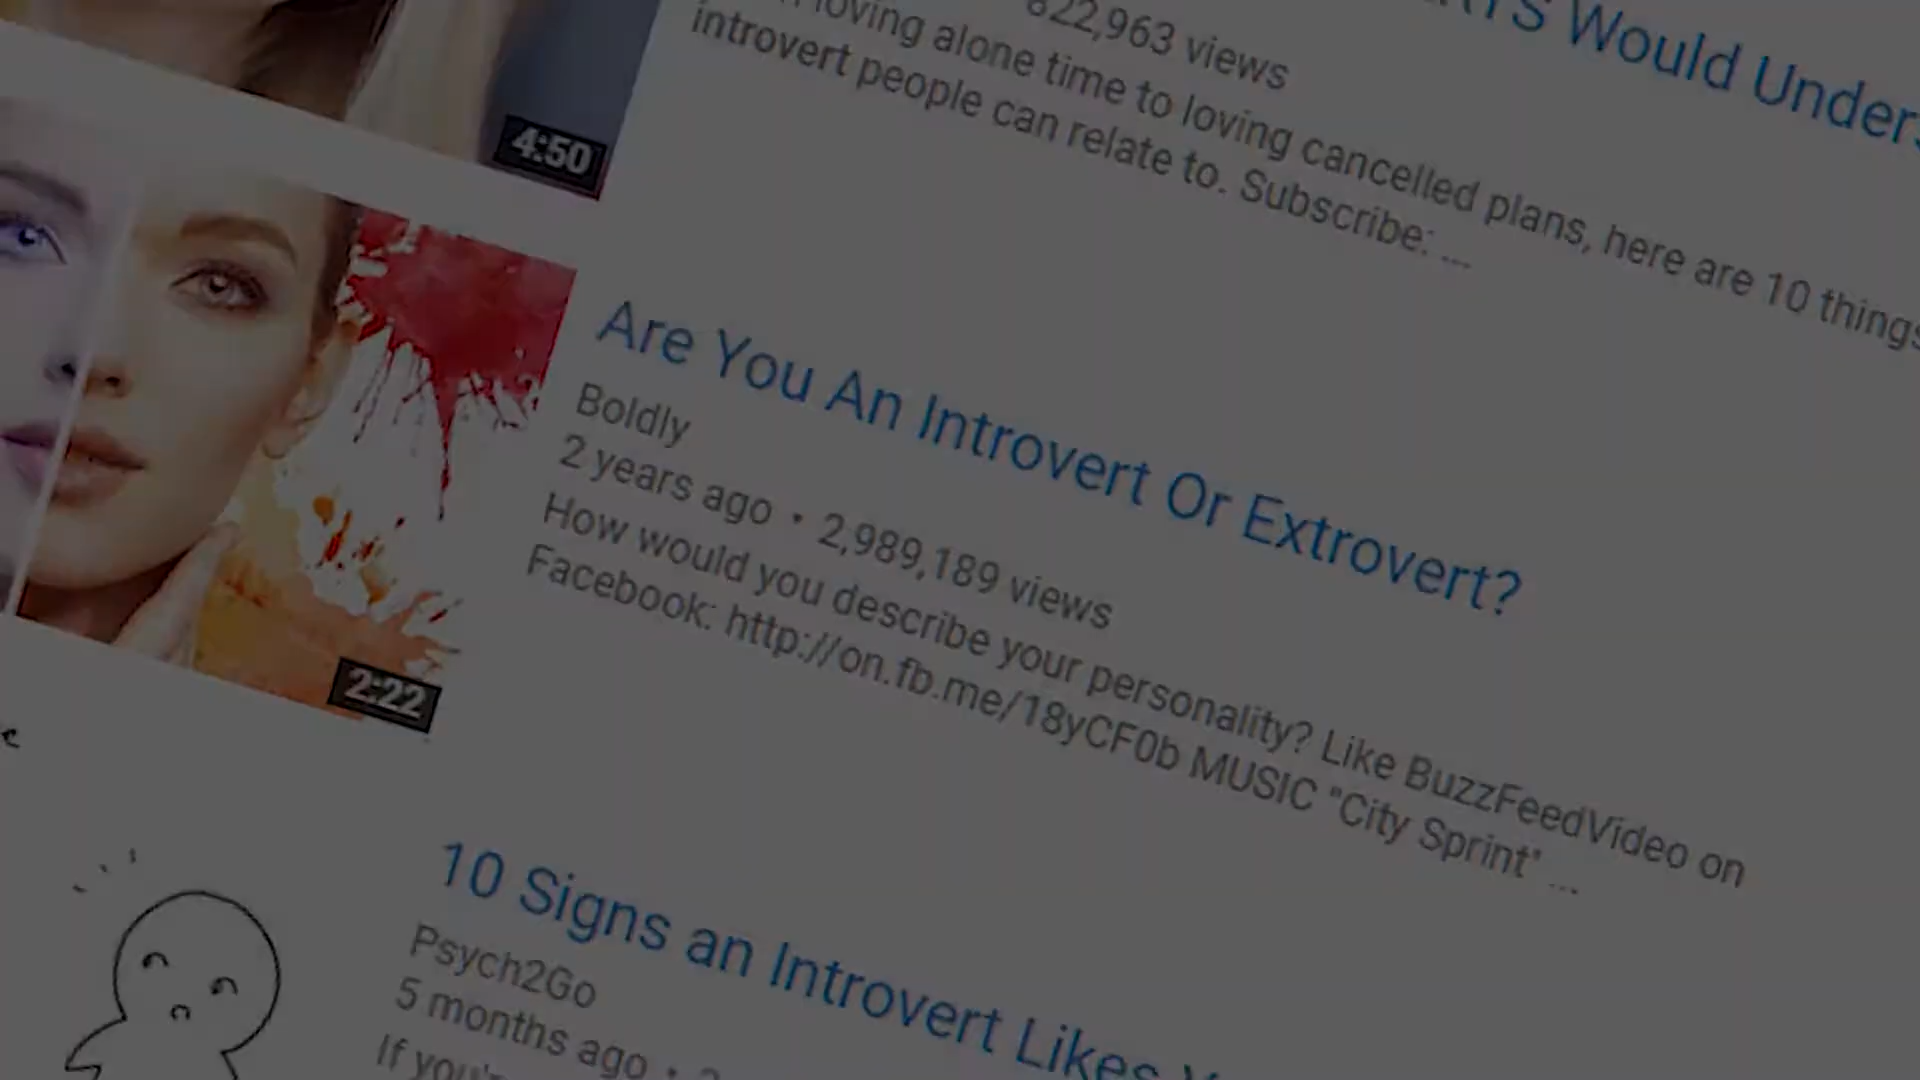 Would
822,963 views
loving alone time to loving cancelled plans, here are 10 things
introvert people can relate to. Subscribe: ...
4:50
Are You An Introvert Or Extrovert?
Boldly
2 years ago • 2,989,189 views
How would you describe your personality? Like BuzzFeedVideo on
Facebook: http://on.fb.me/18yCF0b MUSIC "City Sprint" ...
2:22
10 Signs an Introvert Likes
Psych2Go
5 months ago •
If